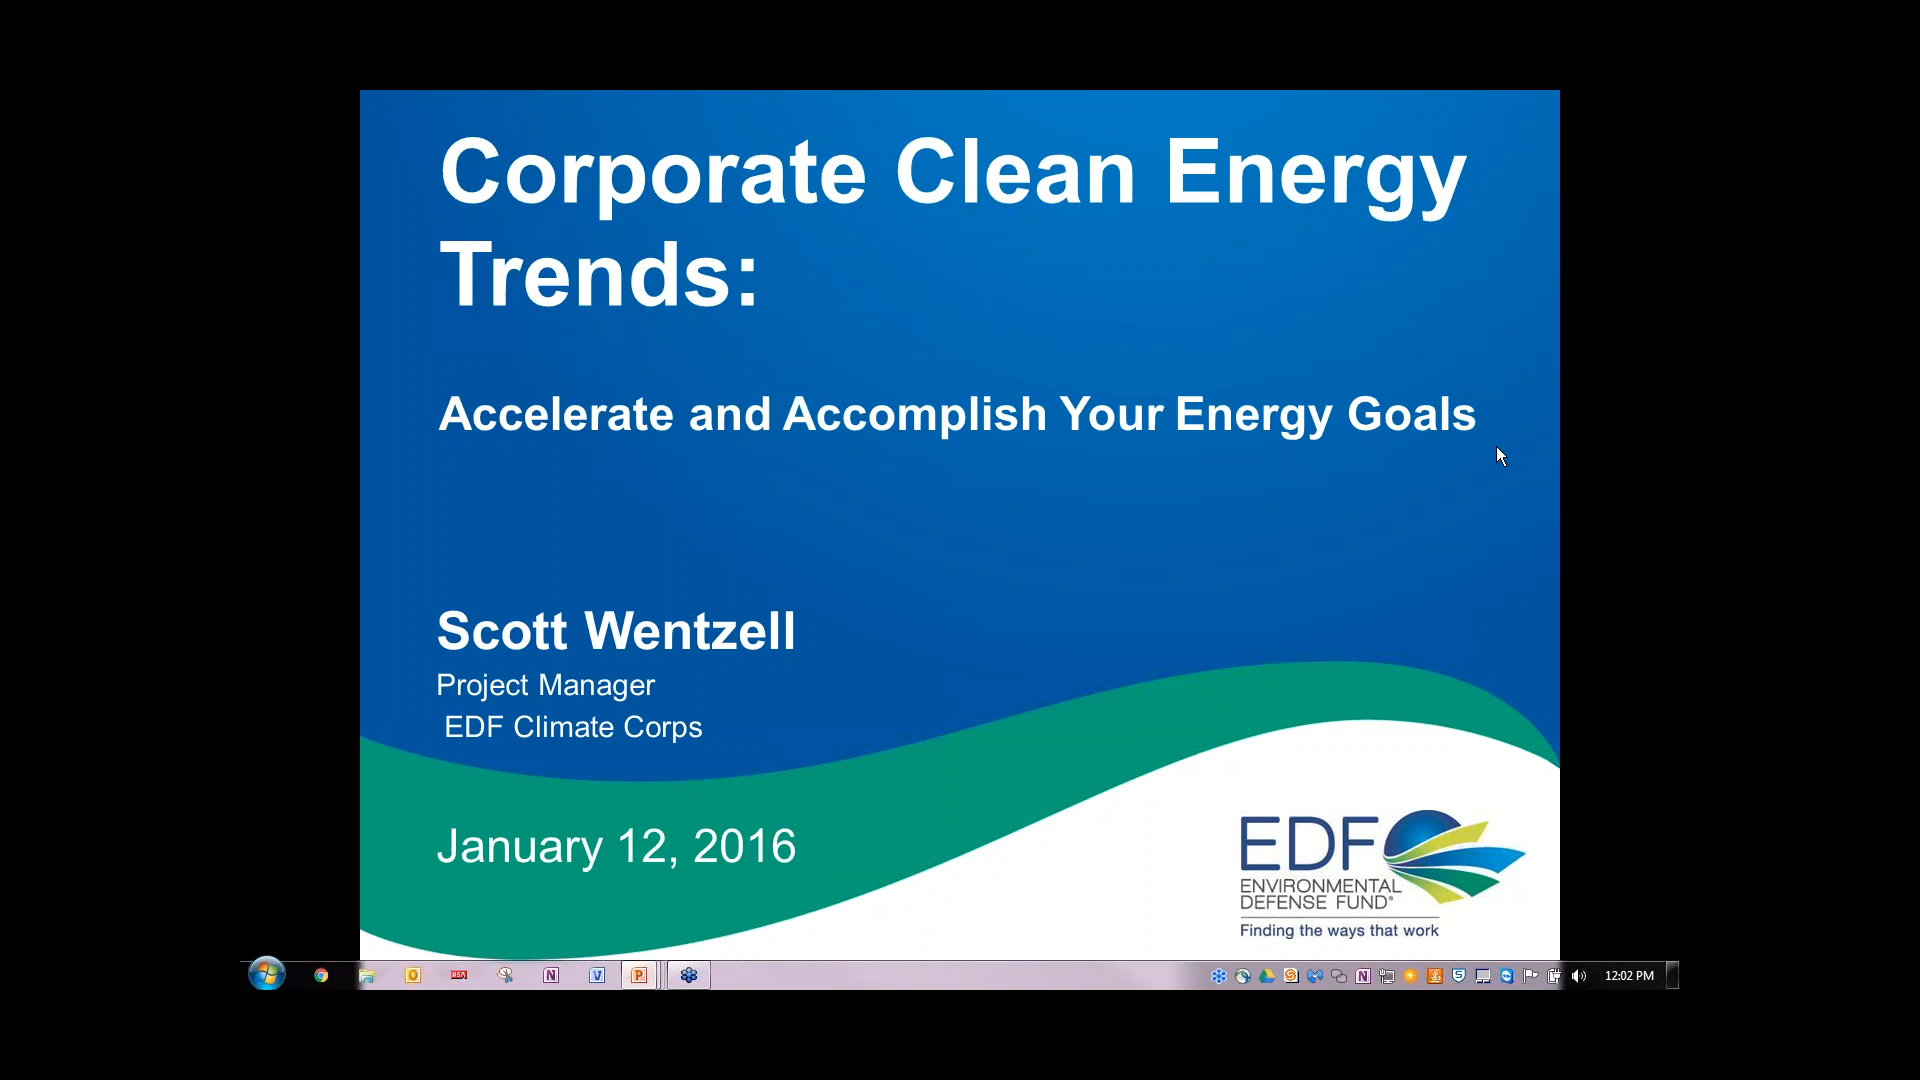 Corporate Clean Energy
Trends:
Accelerate and Accomplish Your Energy Goals
Scott Wentzell
Project Manager
EDF Climate Corps
January 12, 2016
EDF
ENVIRONMENTAL
DEFENSE FUND®
Finding the ways that work
RSA
12:02 PM